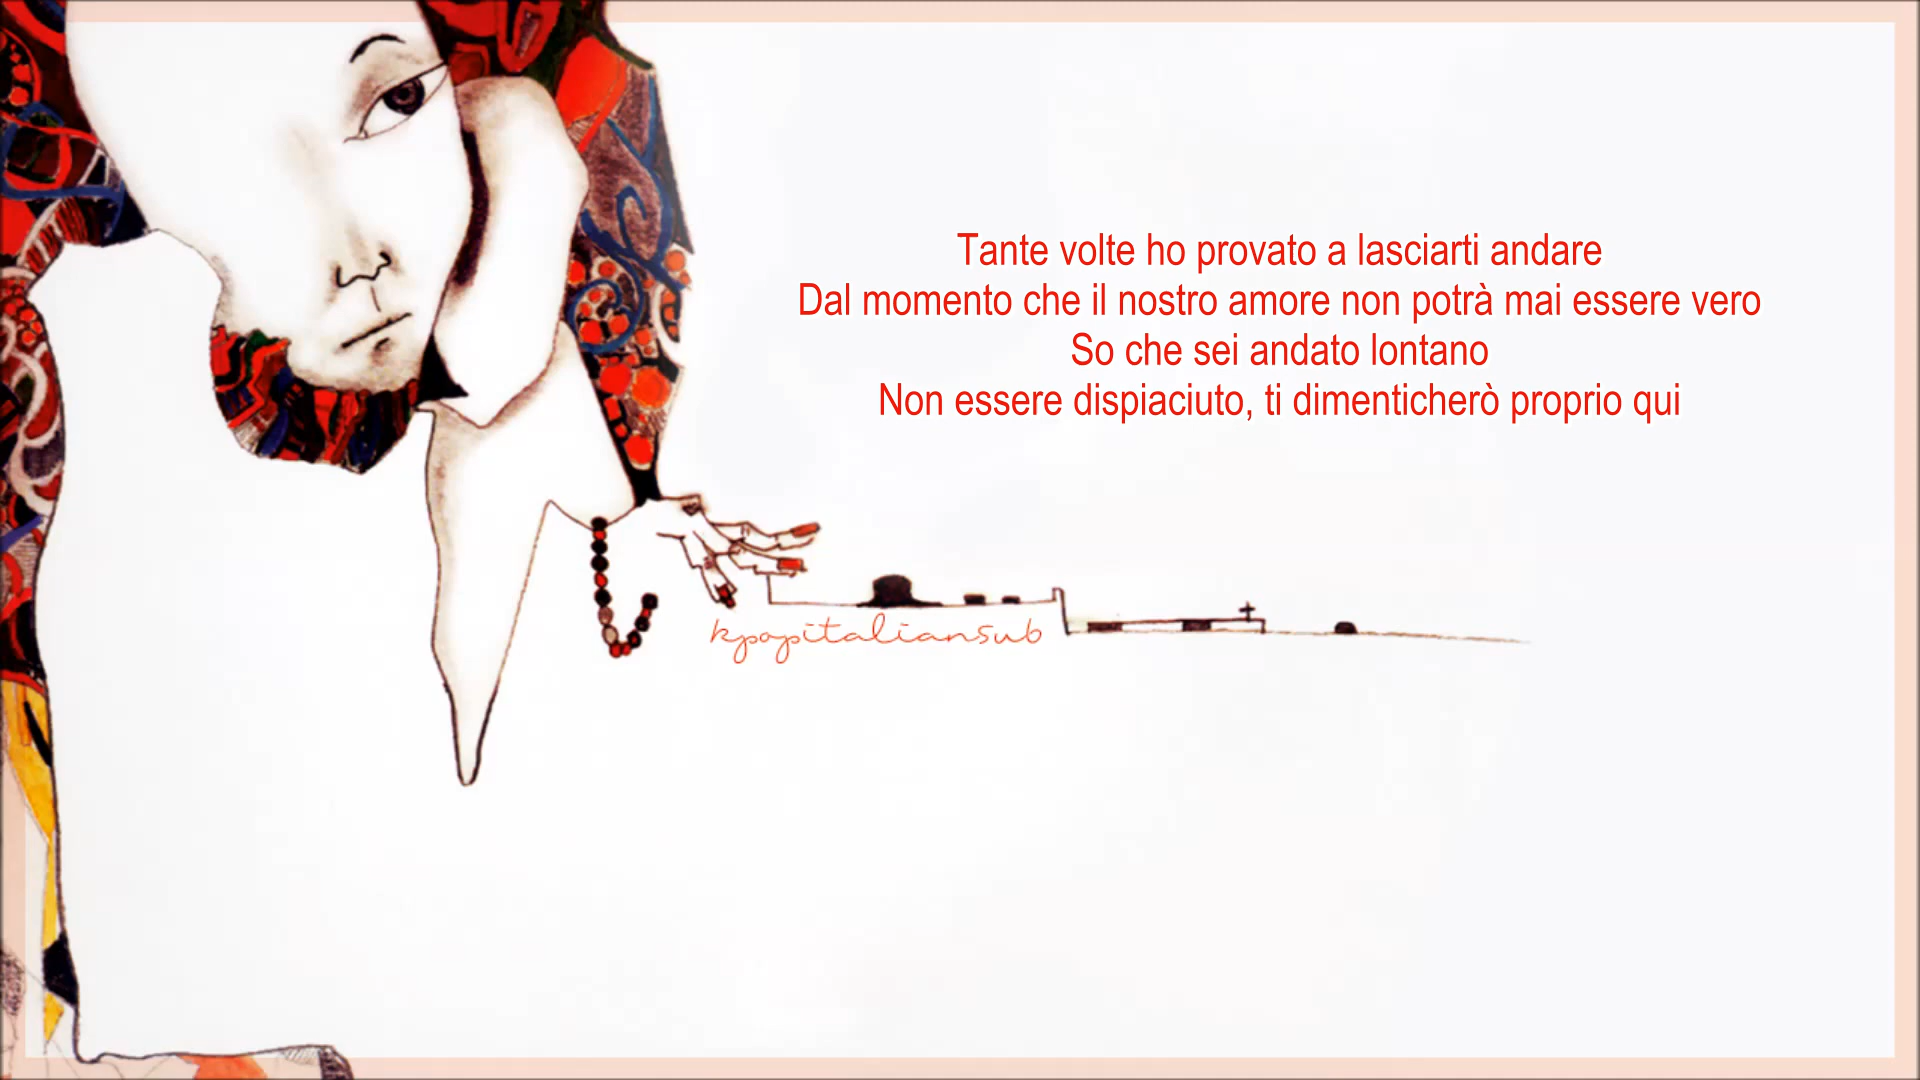 Tante volte ho provato a lasciarti andare
Dal momento che il nostro amore non potrà mai essere vero
So che sei andato lontano
Non essere dispiaciuto, ti dimenticherò proprio qui
kpopitaliansub